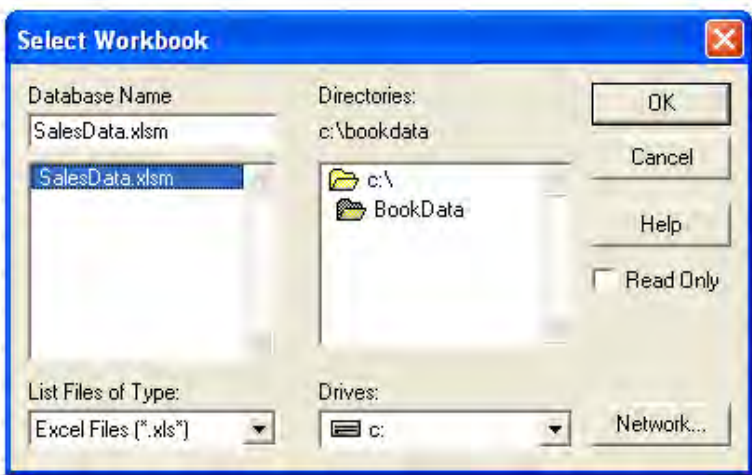 Select Workbook
Database Name
SalesData.xlsm
SalesData.xlsm
List Files of Type:
Excel Files (*.xls*)
Directories:
c:\bookdata
c:\
BookData
Drives:
c:
OK
Cancel
Help
Read Only
Network...